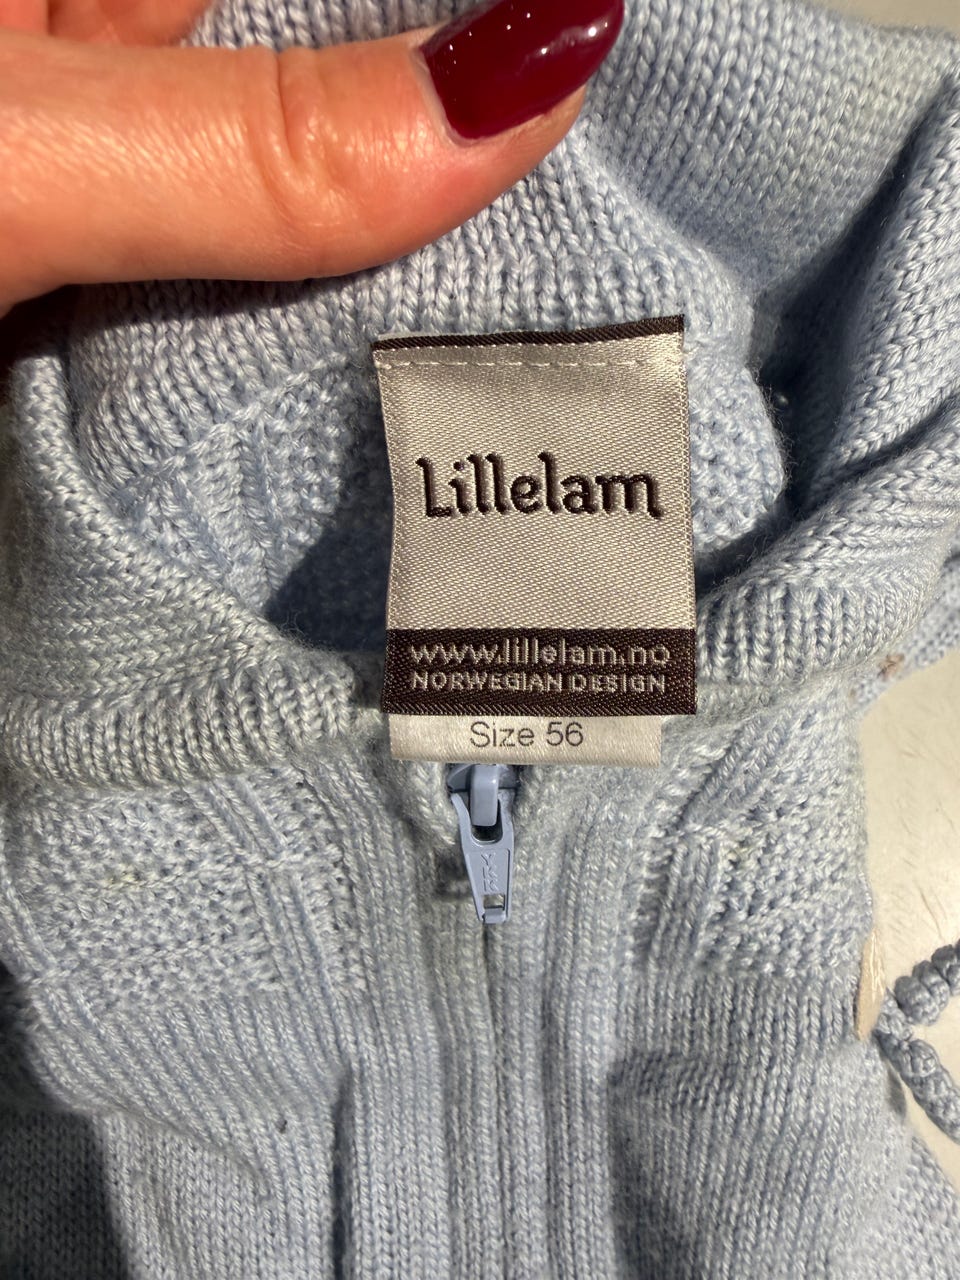 Lillelam
www.lillelam.no
NORWEGIAN DESIGN
Size 56
YKK